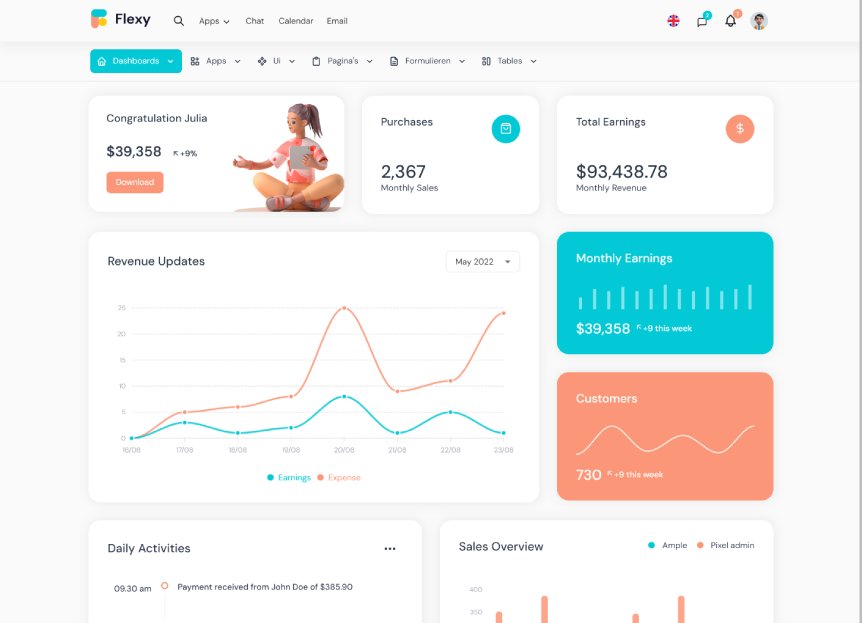 Flexy
Apps
Chat
Calendar
Email
2
1
Dashboards
Apps
Ui
Pagina's
Formulieren
Tables
Congratulation Julia
$39,358
+9%
Download
Purchases
2,367
Monthly Sales
Total Earnings
$
$93,438.78
Monthly Revenue
Revenue Updates
May 2022
25
20
15
10
5
0
16/08 17/08 18/08 19/08 20/08 21/08 22/08 23/08
Earnings Expense
Monthly Earnings
$39,358 +9 this week
Customers
730 +9 this week
Daily Activities
09.30 am Payment received from John Doe of $385.90
Sales Overview
Ample Pixel admin
400
350